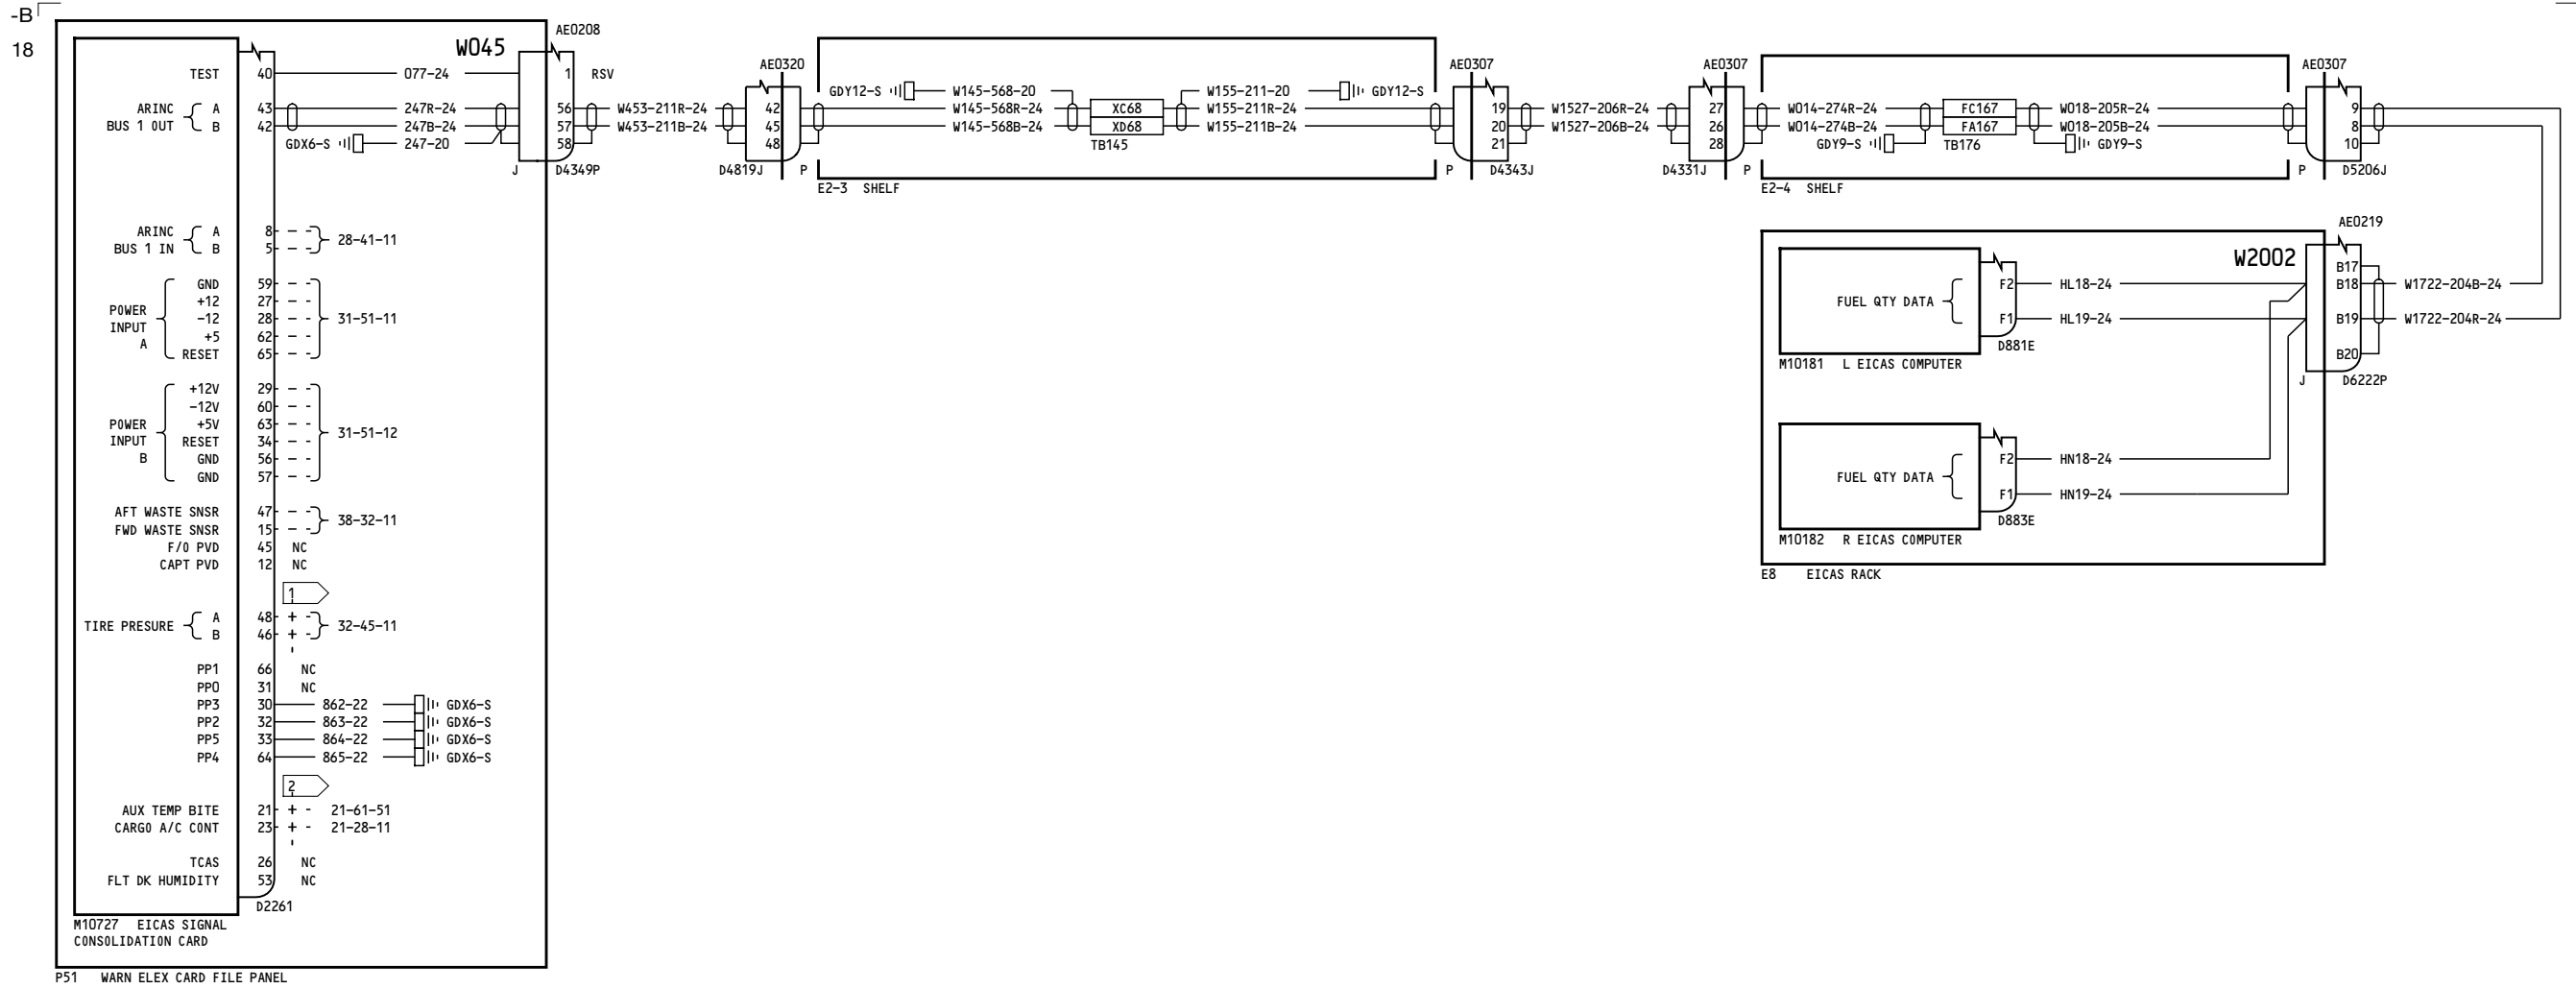 -B
18
W045
AE0208
TEST 40 077-24 1 RSV
ARINC BUS 1 OUT
A 43 247R-24 56 W453-211R-24
B 42 247B-24 57 W453-211B-24
GDX6-S 247-20 58
J D4349P
AE0320
42
45
48
D4819J P
GDY12-S W145-568-20 W155-211-20 GDY12-S
W145-568R-24 XC68 W155-211R-24
W145-568B-24 XD68 W155-211B-24
TB145
E2-3 SHELF
AE0307
19 W1527-206R-24
20 W1527-206B-24
21
P D4343J
AE0307
27
26
28
D4331J P
W014-274R-24 FC167 W018-205R-24
W014-274B-24 FA167 W018-205B-24
GDY9-S TB176 GDY9-S
E2-4 SHELF
AE0307
9
8
10
P D5206J
ARINC BUS 1 IN
A 8
B 5
28-41-11
POWER INPUT A
GND 59
+12 27
-12 28
+5 62
RESET 65
31-51-11
POWER INPUT B
+12V 29
-12V 60
+5V 63
RESET 34
GND 56
GND 57
31-51-12
AFT WASTE SNSR 47
FWD WASTE SNSR 15
38-32-11
F/O PVD 45 NC
CAPT PVD 12 NC
1
TIRE PRESURE
A 48
B 46
32-45-11
PP1 66 NC
PP0 31 NC
PP3 30 862-22 GDX6-S
PP2 32 863-22 GDX6-S
PP5 33 864-22 GDX6-S
PP4 64 865-22 GDX6-S
2
AUX TEMP BITE 21 21-61-51
CARGO A/C CONT 23 21-28-11
TCAS 26 NC
FLT DK HUMIDITY 53 NC
D2261
M10727 EICAS SIGNAL
CONSOLIDATION CARD
P51 WARN ELEX CARD FILE PANEL
AE0219
W2002
B17
B18 W1722-204B-24
B19 W1722-204R-24
B20
J D6222P
FUEL QTY DATA
F2 HL18-24
F1 HL19-24
D881E
M10181 L EICAS COMPUTER
FUEL QTY DATA
F2 HN18-24
F1 HN19-24
D883E
M10182 R EICAS COMPUTER
E8 EICAS RACK